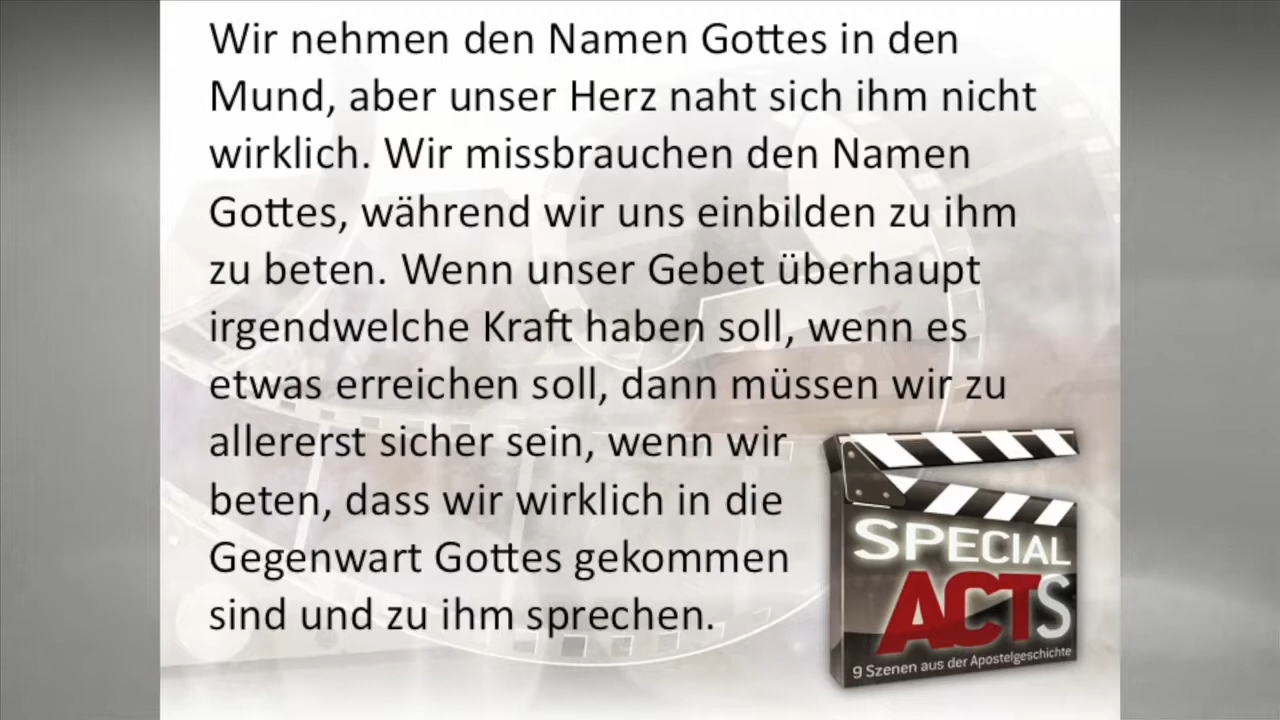 Wir nehmen den Namen Gottes in den
Mund, aber unser Herz naht sich ihm nicht
wirklich. Wir missbrauchen den Namen
Gottes, während wir uns einbilden zu ihm
zu beten. Wenn unser Gebet überhaupt
irgendwelche Kraft haben soll, wenn es
etwas erreichen soll, dann müssen wir zu
allererst sicher sein, wenn wir
beten, dass wir wirklich in die
Gegenwart Gottes gekommen
sind und zu ihm sprechen.
SPECIAL
ACTS
9 Szenen aus der Apostelgeschichte